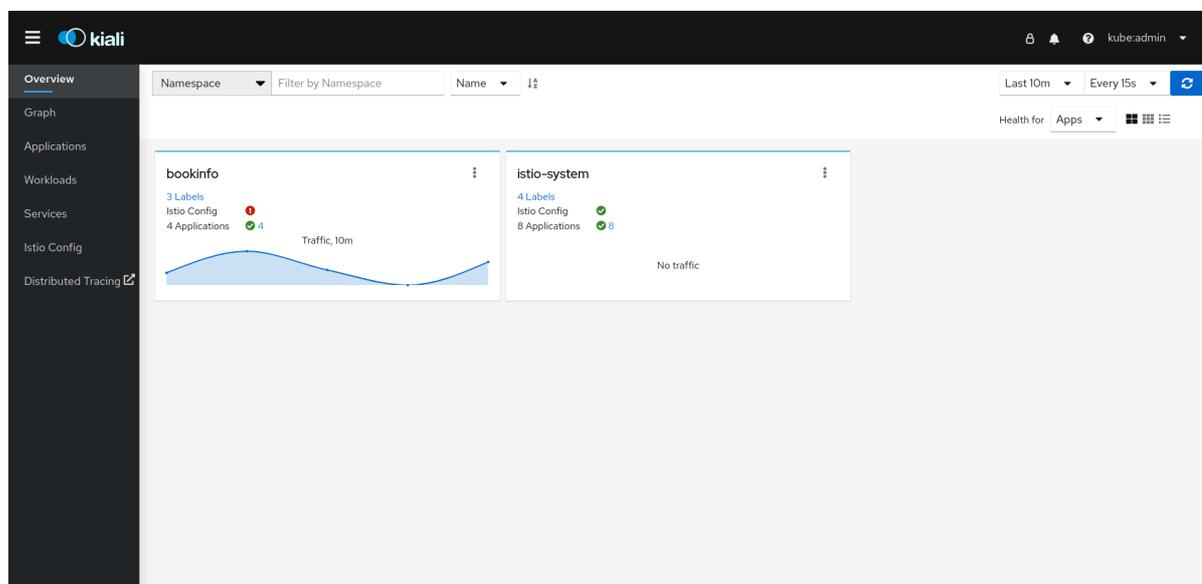 kiali
kube:admin
Overview
Graph
Applications
Workloads
Services
Istio Config
Distributed Tracing
Namespace Filter by Namespace Name Last 10m Every 15s
Health for Apps
bookinfo
3 Labels
Istio Config
4 Applications 4
Traffic, 10m
istio-system
4 Labels
Istio Config
8 Applications 8
No traffic